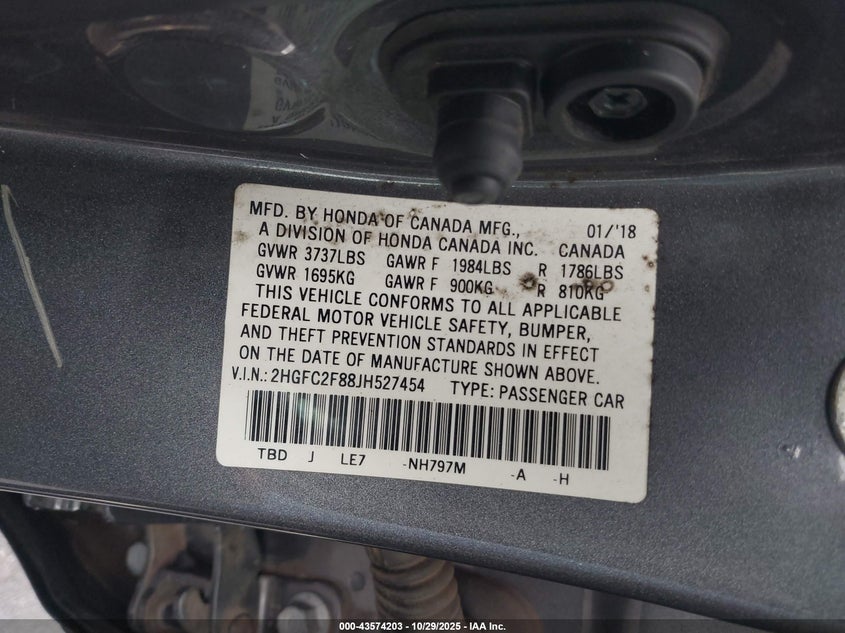 MFD. BY HONDA OF CANADA MFG., 01/'18
A DIVISION OF HONDA CANADA INC. CANADA
GVWR 3737LBS GAWR F 1984LBS R 1786LBS
GVWR 1695KG GAWR F 900KG R 810KG
THIS VEHICLE CONFORMS TO ALL APPLICABLE
FEDERAL MOTOR VEHICLE SAFETY, BUMPER,
AND THEFT PREVENTION STANDARDS IN EFFECT
ON THE DATE OF MANUFACTURE SHOWN ABOVE.
V.I.N.: 2HGFC2F88JH527454 TYPE: PASSENGER CAR
TBD J LE7 -NH797M -A -H
000-43574203 - 10/29/2025 - IAA Inc.